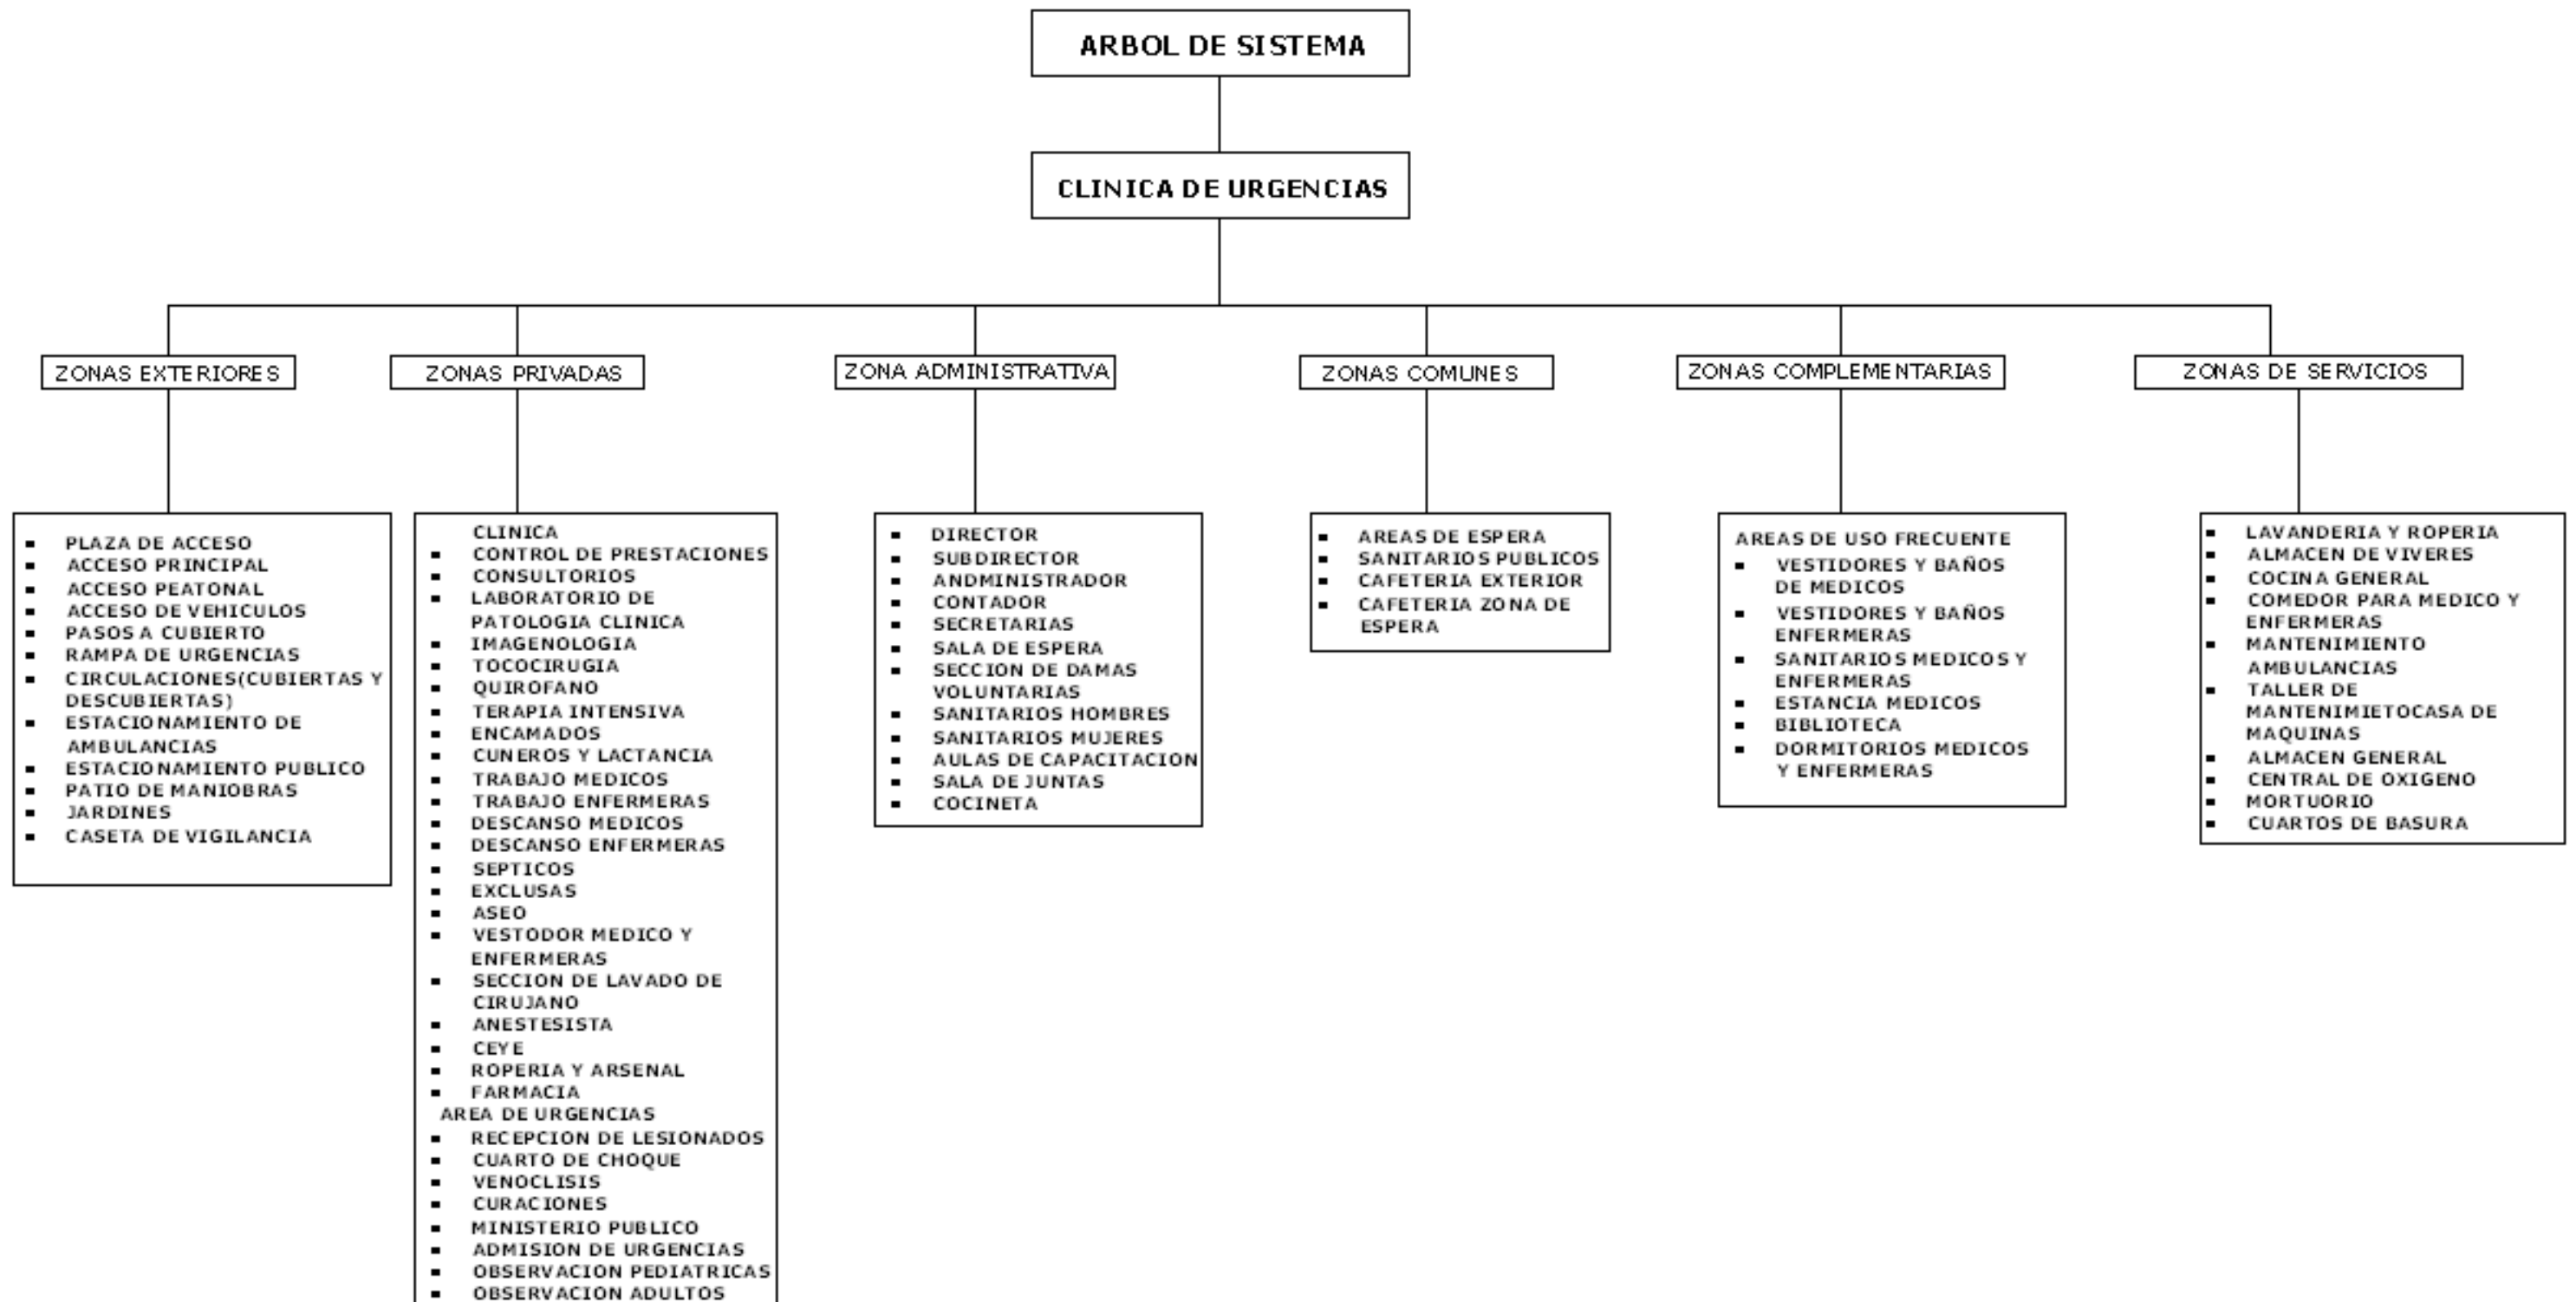 ARBOL DE SISTEMA
CLINICA DE URGENCIAS
ZONAS EXTERIORES
ZONAS PRIVADAS
ZONA ADMINISTRATIVA
ZONAS COMUNES
ZONAS COMPLEMENTARIAS
ZONAS DE SERVICIOS
▪ PLAZA DE ACCESO
▪ ACCESO PRINCIPAL
▪ ACCESO PEATONAL
▪ ACCESO DE VEHICULOS
▪ PASOS A CUBIERTO
▪ RAMPA DE URGENCIAS
▪ CIRCULACIONES(CUBIERTAS Y
DESCUBIERTAS)
▪ ESTACIONAMIENTO DE
AMBULANCIAS
▪ ESTACIONAMIENTO PUBLICO
▪ PATIO DE MANIOBRAS
▪ JARDINES
▪ CASETA DE VIGILANCIA
CLINICA
▪ CONTROL DE PRESTACIONES
▪ CONSULTORIOS
▪ LABORATORIO DE
PATOLOGIA CLINICA
▪ IMAGENOLOGIA
▪ TOCOCIRUGIA
▪ QUIROFANO
▪ TERAPIA INTENSIVA
▪ ENCAMADOS
▪ CUNEROS Y LACTANCIA
▪ TRABAJO MEDICOS
▪ TRABAJO ENFERMERAS
▪ DESCANSO MEDICOS
▪ DESCANSO ENFERMERAS
▪ SEPTICOS
▪ EXCLUSAS
▪ ASEO
▪ VESTODOR MEDICO Y
ENFERMERAS
▪ SECCION DE LAVADO DE
CIRUJANO
▪ ANESTESISTA
▪ CEYE
▪ ROPERIA Y ARSENAL
▪ FARMACIA
AREA DE URGENCIAS
▪ RECEPCION DE LESIONADOS
▪ CUARTO DE CHOQUE
▪ VENOCLISIS
▪ CURACIONES
▪ MINISTERIO PUBLICO
▪ ADMISION DE URGENCIAS
▪ OBSERVACION PEDIATRICAS
▪ OBSERVACION ADULTOS
▪ DIRECTOR
▪ SUBDIRECTOR
▪ ANDMINISTRADOR
▪ CONTADOR
▪ SECRETARIAS
▪ SALA DE ESPERA
▪ SECCION DE DAMAS
VOLUNTARIAS
▪ SANITARIOS HOMBRES
▪ SANITARIOS MUJERES
▪ AULAS DE CAPACITACION
▪ SALA DE JUNTAS
▪ COCINETA
▪ AREAS DE ESPERA
▪ SANITARIOS PUBLICOS
▪ CAFETERIA EXTERIOR
▪ CAFETERIA ZONA DE
ESPERA
AREAS DE USO FRECUENTE
▪ VESTIDORES Y BAÑOS
DE MEDICOS
▪ VESTIDORES Y BAÑOS
ENFERMERAS
▪ SANITARIOS MEDICOS Y
ENFERMERAS
▪ ESTANCIA MEDICOS
▪ BIBLIOTECA
▪ DORMITORIOS MEDICOS
Y ENFERMERAS
▪ LAVANDERIA Y ROPERIA
▪ ALMACEN DE VIVERES
▪ COCINA GENERAL
▪ COMEDOR PARA MEDICO Y
ENFERMERAS
▪ MANTENIMIENTO
AMBULANCIAS
▪ TALLER DE
MANTENIMIETOCASA DE
MAQUINAS
▪ ALMACEN GENERAL
▪ CENTRAL DE OXIGENO
▪ MORTUORIO
▪ CUARTOS DE BASURA